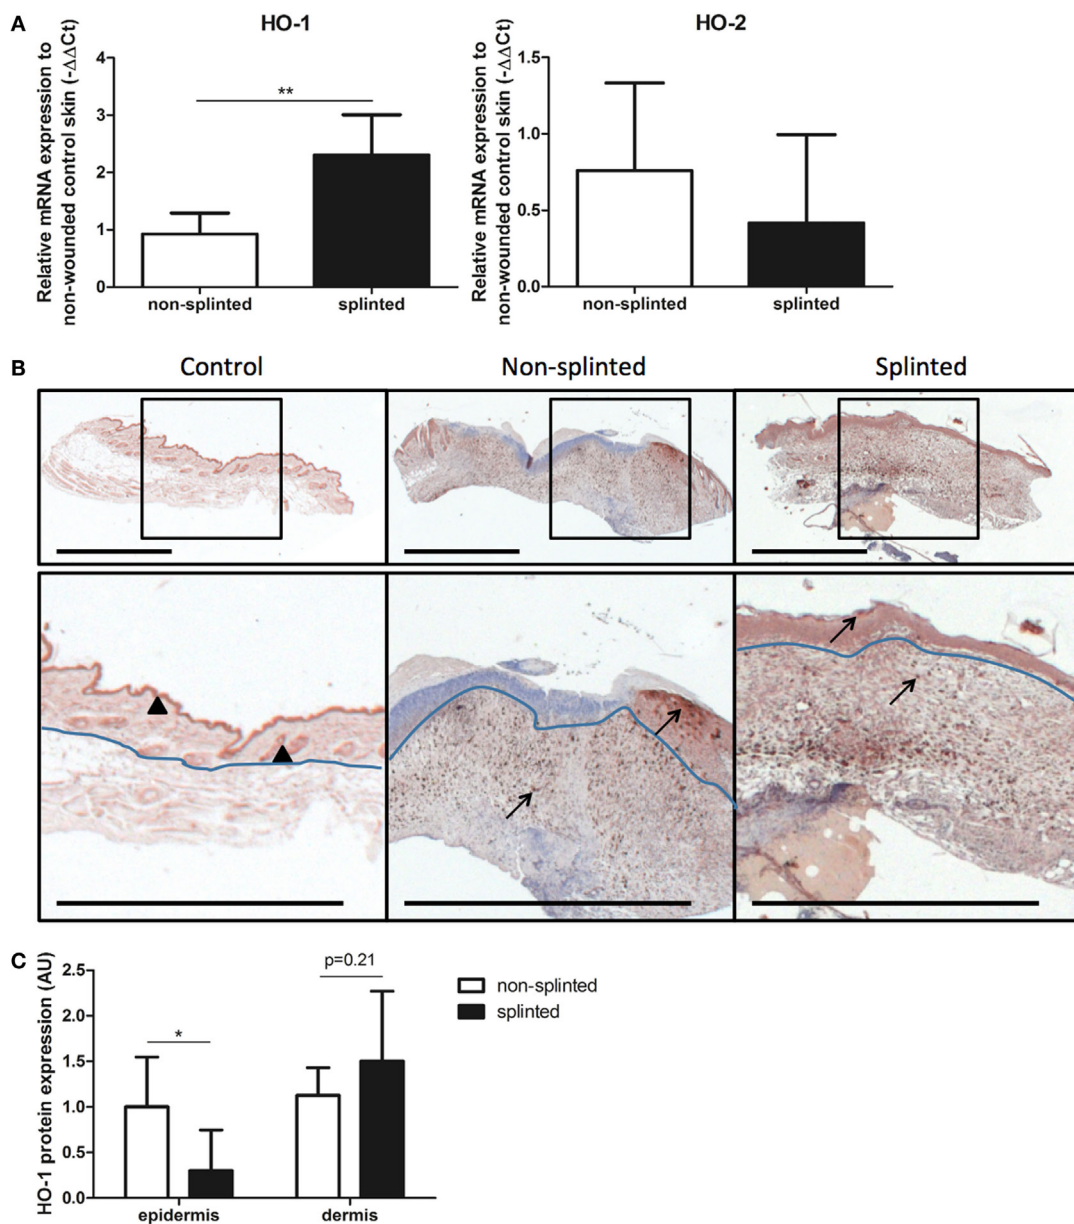 A
HO-1
Relative mRNA expression to
non-wounded control skin (-ΔΔCt)
4
3
2
1
0
**
non-splinted splinted
HO-2
Relative mRNA expression to
non-wounded control skin (-ΔΔCt)
1.5
1.0
0.5
0.0
non-splinted splinted
B
Control Non-splinted Splinted
C
HO-1 protein expression (AU)
2.5
2.0
1.5
1.0
0.5
0.0
*
p=0.21
epidermis dermis
non-splinted
splinted